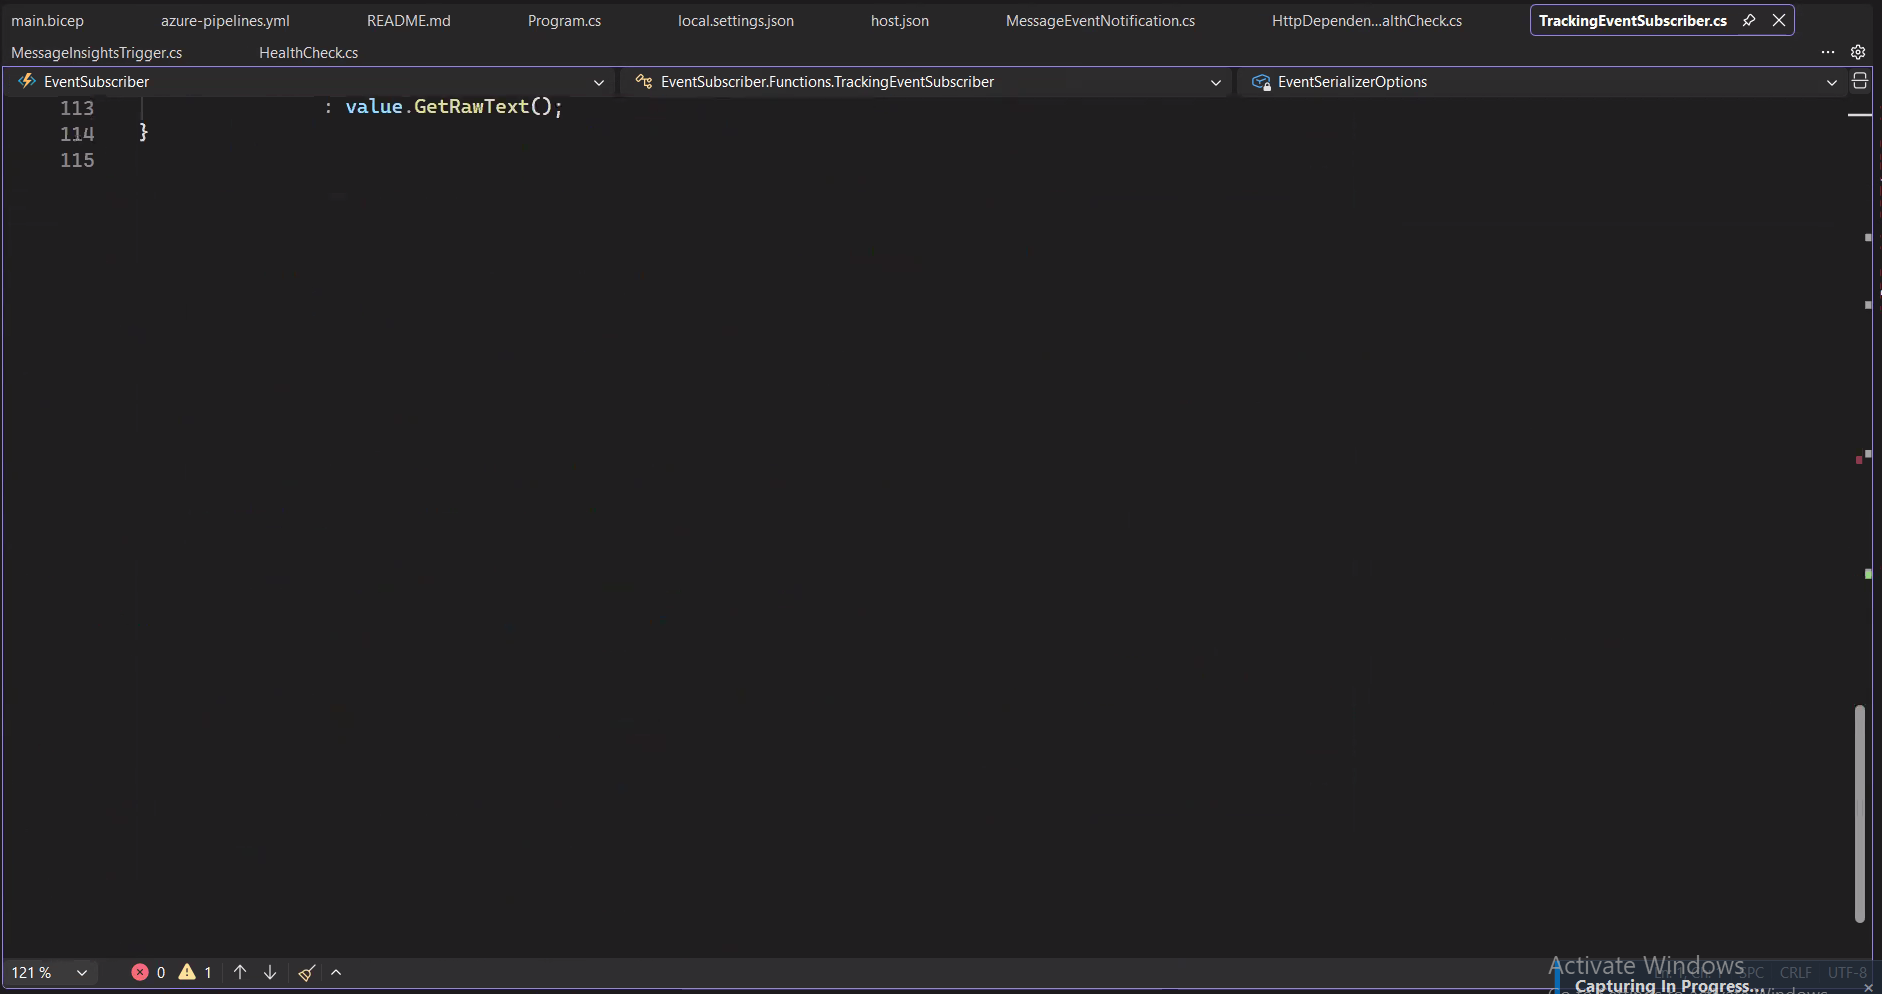 main.bicep azure-pipelines.yml README.md Program.cs local.settings.json host.json MessageEventNotification.cs HttpDependen...althCheck.cs TrackingEventSubscriber.cs
MessageInsightsTrigger.cs HealthCheck.cs
EventSubscriber EventSubscriber.Functions.TrackingEventSubscriber EventSerializerOptions
113 : value.GetRawText();
114 }
115
121 % 0 1 SPC CRLF UTF-8
Activate Windows
Capturing In Progress...